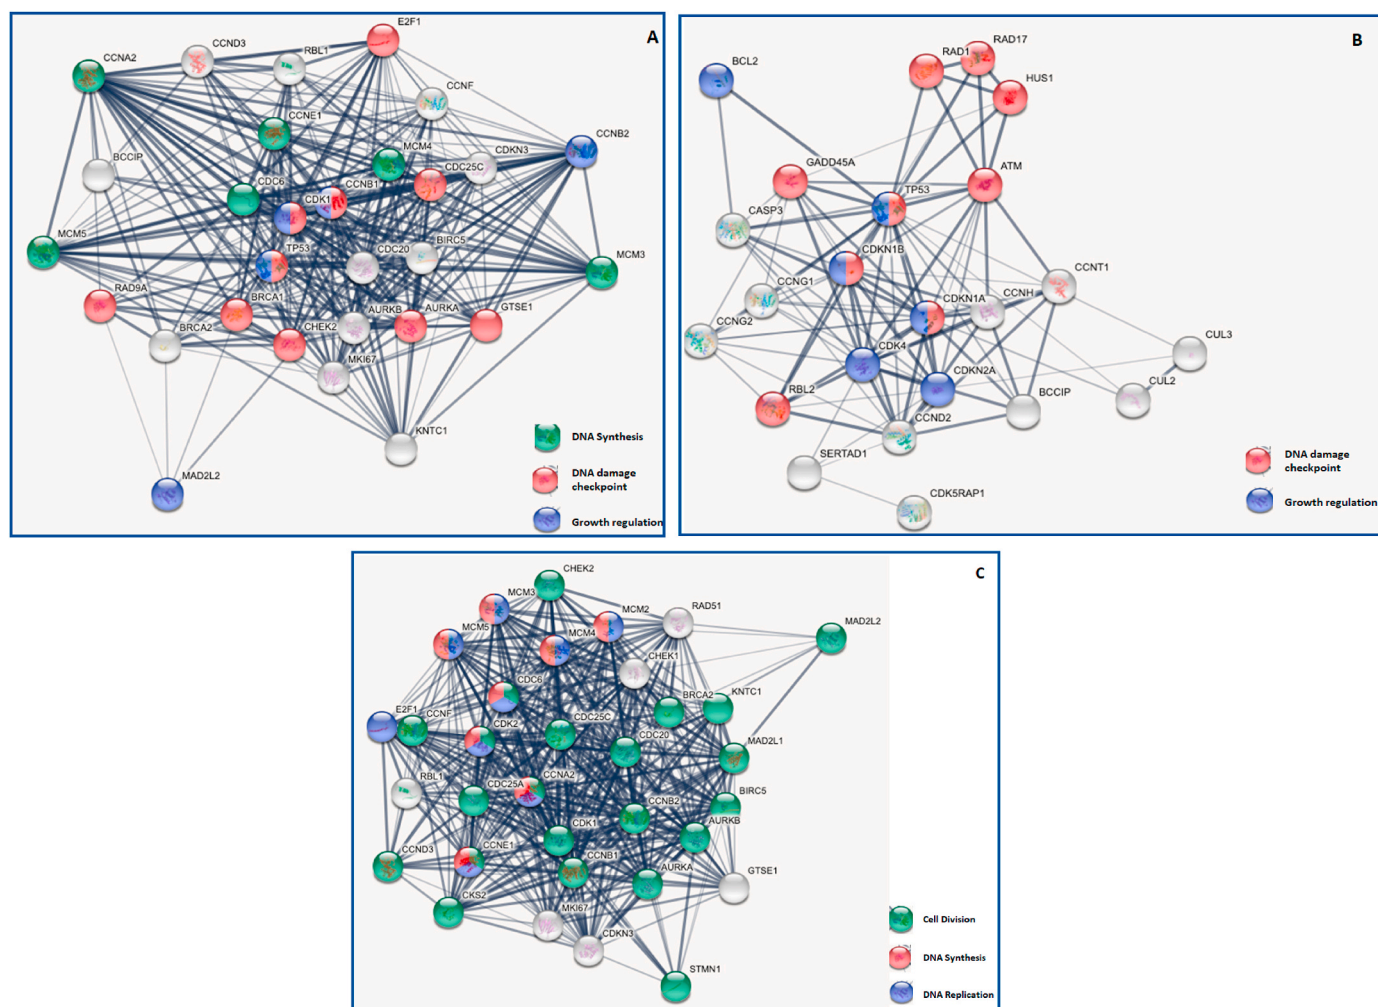 A
E2F1
CCND3
RBL1
CCNA2
CCNF
CCNE1
CCNB2
MCM4
CDKN3
BCCIP
CDC25C
CDC6
CCNB1
CDK1
MCM5
TP53
CDC20
BIRC5
MCM3
RAD9A
BRCA1
AURKB
AURKA
GTSE1
BRCA2
CHEK2
MKI67
KNTC1
MAD2L2
DNA Synthesis
DNA damage
checkpoint
Growth regulation
B
RAD17
RAD1
BCL2
HUS1
GADD45A
ATM
TP53
CASP3
CDKN1B
CCNG1
CCNT1
CCNH
CDKN1A
CCNG2
CUL3
CDK4
CDKN2A
CUL2
RBL2
BCCIP
CCND2
SERTAD1
CDK5RAP1
DNA damage
checkpoint
Growth regulation
C
CHEK2
MCM3
MCM2
RAD51
MAD2L2
MCM5
MCM4
CHEK1
CDC6
BRCA2
KNTC1
E2F1
CCNF
CDC25C
CDK2
CDC20
MAD2L1
RBL1
CCNA2
CDC25A
BIRC5
CCNB2
CDK1
AURKB
CCND3
CCNE1
CCNB1
AURKA
GTSE1
CKS2
MKI67
CDKN3
STMN1
Cell Division
DNA Synthesis
DNA Replication